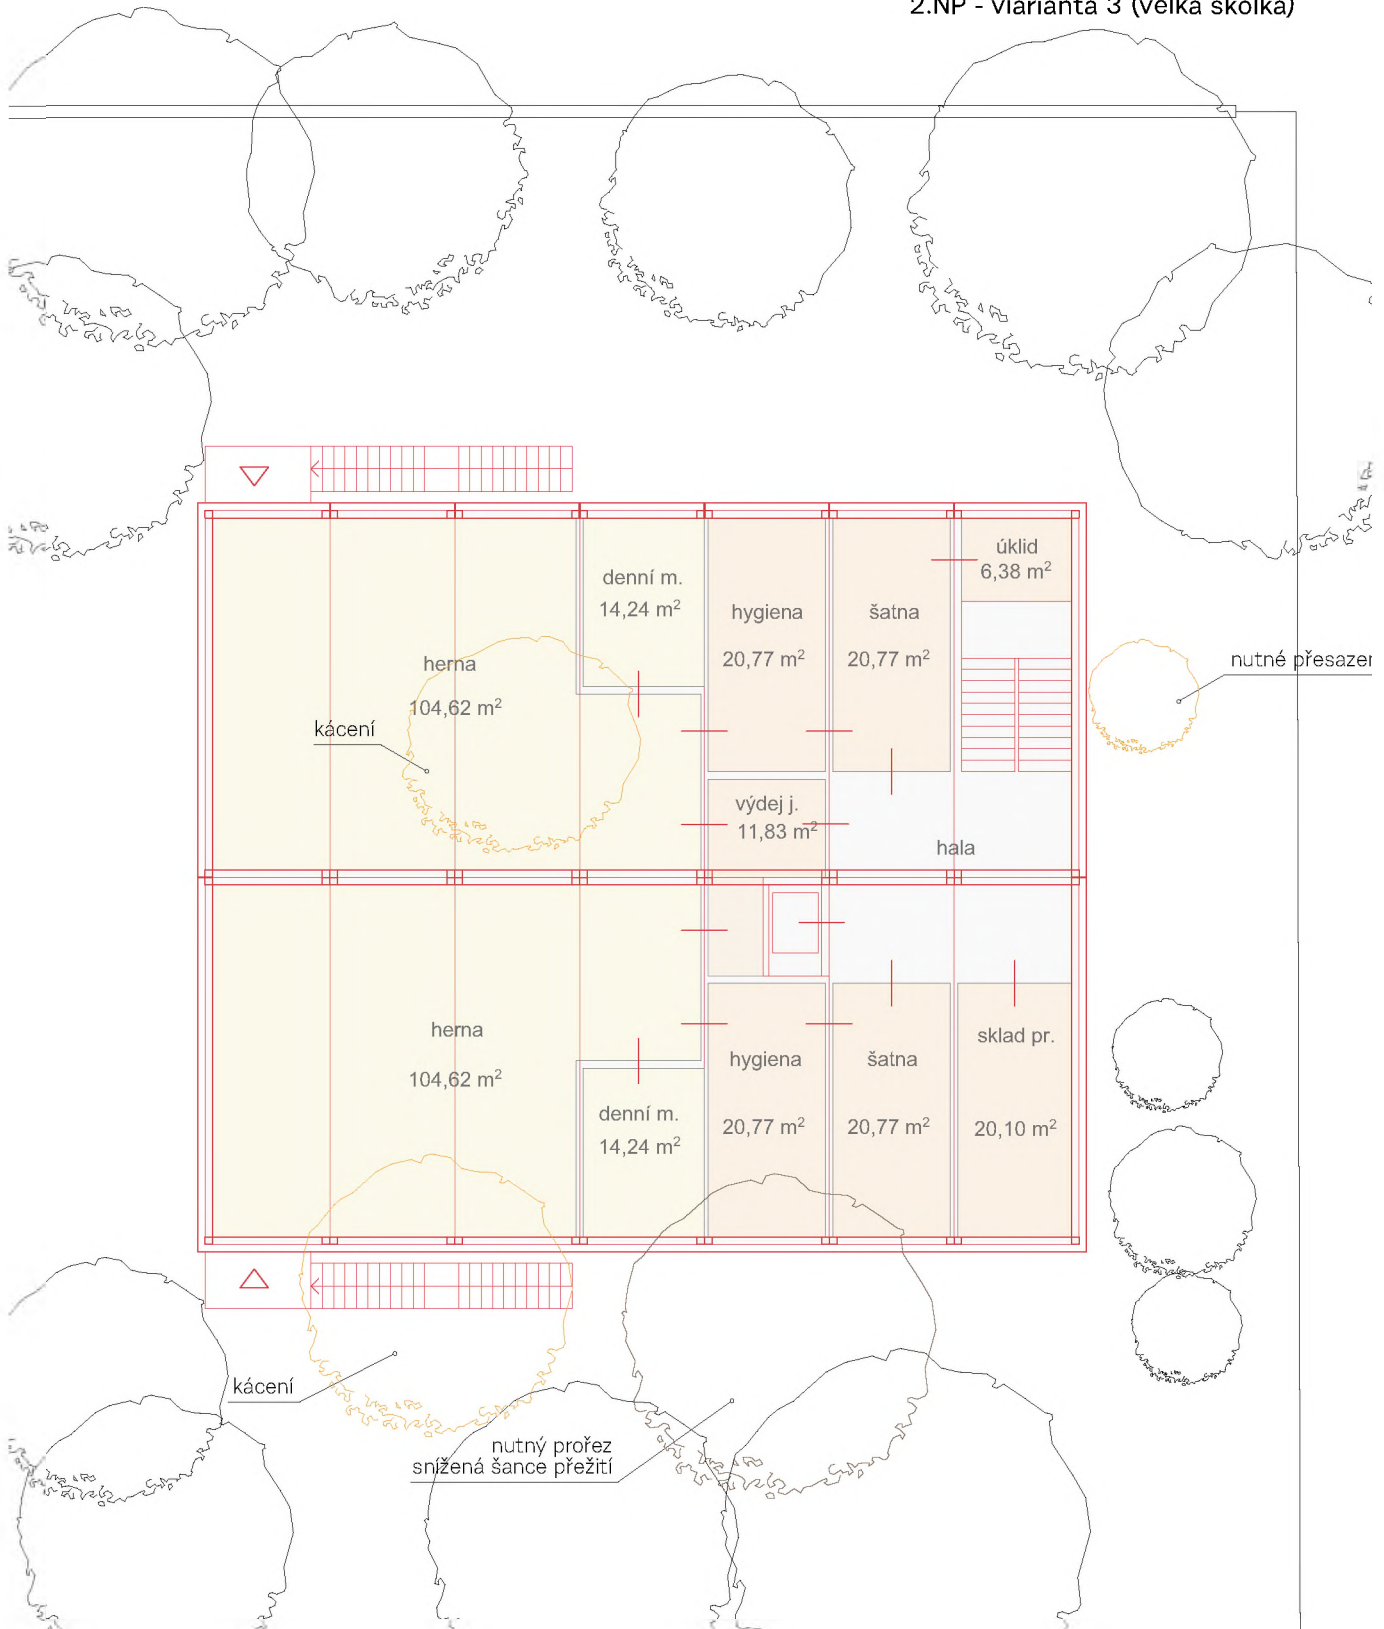 2.NP - vlarianta 3 (velká školka)
úklid
6,38 m²
denní m.
14,24 m²
hygiena
20,77 m²
šatna
20,77 m²
herna
104,62 m²
kácení
výdej j.
11,83 m²
hala
herna
104,62 m²
denní m.
14,24 m²
hygiena
20,77 m²
šatna
20,77 m²
sklad pr.
20,10 m²
kácení
nutný prořez
snížená šance přežití
nutné